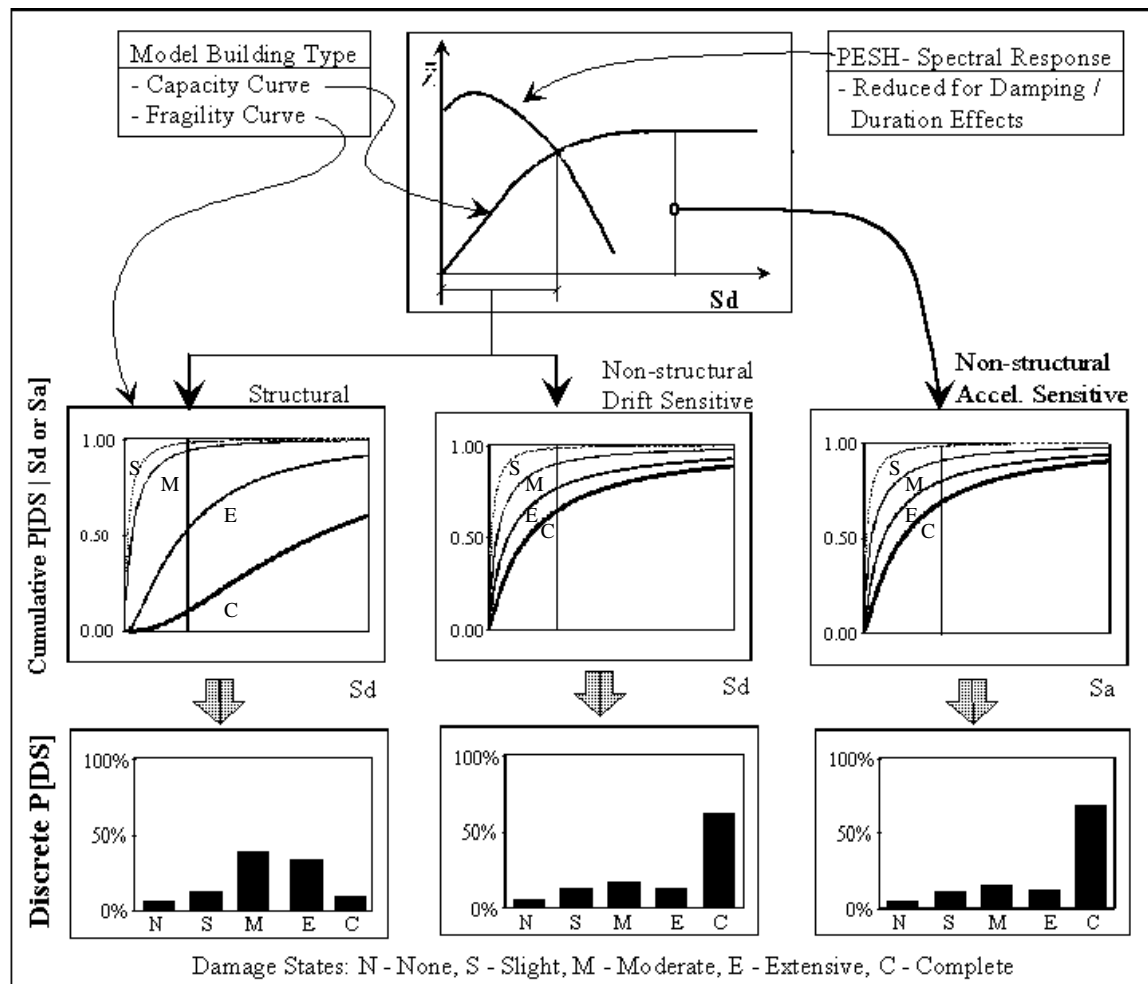 Model Building Type
- Capacity Curve
- Fragility Curve
PESH- Spectral Response
- Reduced for Damping /
Duration Effects
Sd
Structural
Non-structural
Drift Sensitive
Non-structural
Accel. Sensitive
Cumulative P[DS | Sd or Sa]
1.00
0.50
0.00
S
M
E
C
Sd
1.00
0.50
0.00
S
M
E
C
Sd
1.00
0.50
0.00
S
M
E
C
Sa
Discrete P[DS]
100%
50%
0%
N S M E C
100%
50%
0%
N S M E C
100%
50%
0%
N S M E C
Damage States: N - None, S - Slight, M - Moderate, E - Extensive, C - Complete